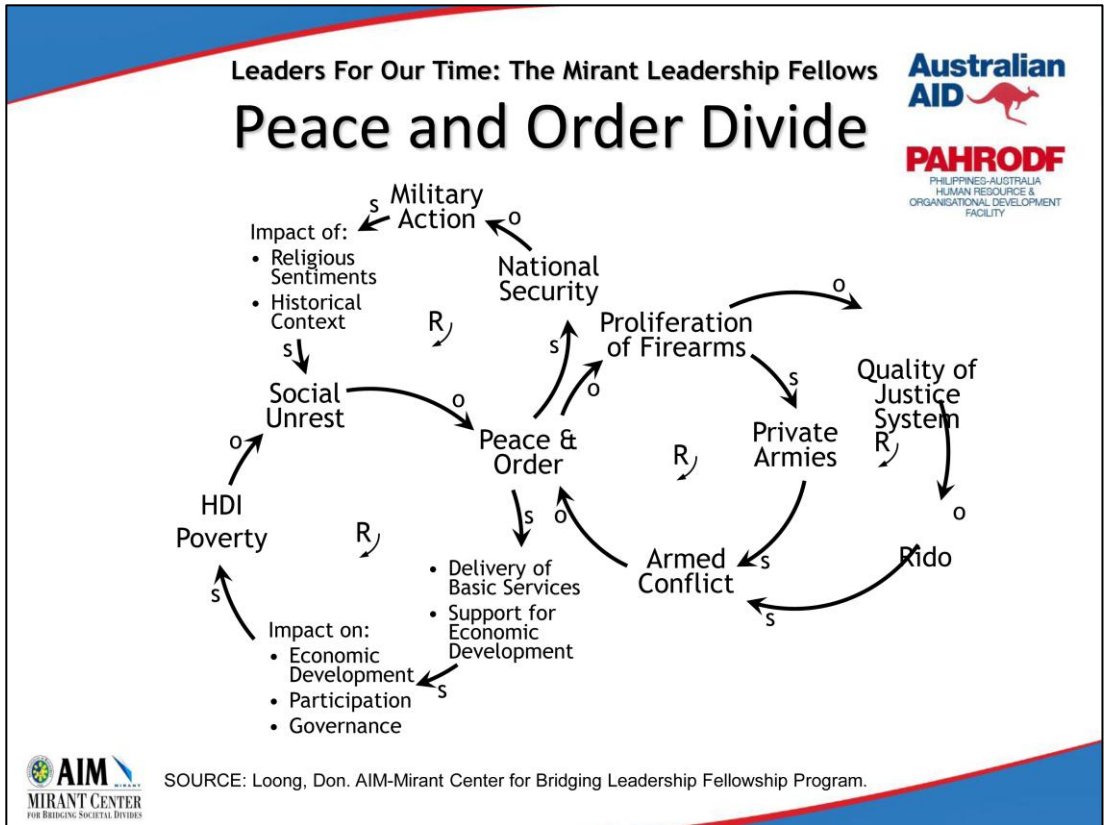 Leaders For Our Time: The Mirant Leadership Fellows
Peace and Order Divide
Australian
AID
PAHRODF
PHILIPPINES-AUSTRALIA
HUMAN RESOURCE &
ORGANISATIONAL DEVELOPMENT
FACILITY
Military
Action
s
o
Impact of:
• Religious
Sentiments
• Historical
Context
s
National
Security
R
s
o
Proliferation
of Firearms
o
s
Quality of
Justice
System
R
o
Social
Unrest
o
Peace &
Order
R
Private
Armies
o
HDI
Poverty
R
s
o
Armed
Conflict
s
Rido
s
• Delivery of
Basic Services
• Support for
Economic
Development
s
s
Impact on:
• Economic
Development
• Participation
• Governance
AIM
MIRANT
MIRANT CENTER
FOR BRIDGING SOCIETAL DIVIDES
SOURCE: Loong, Don. AIM-Mirant Center for Bridging Leadership Fellowship Program.